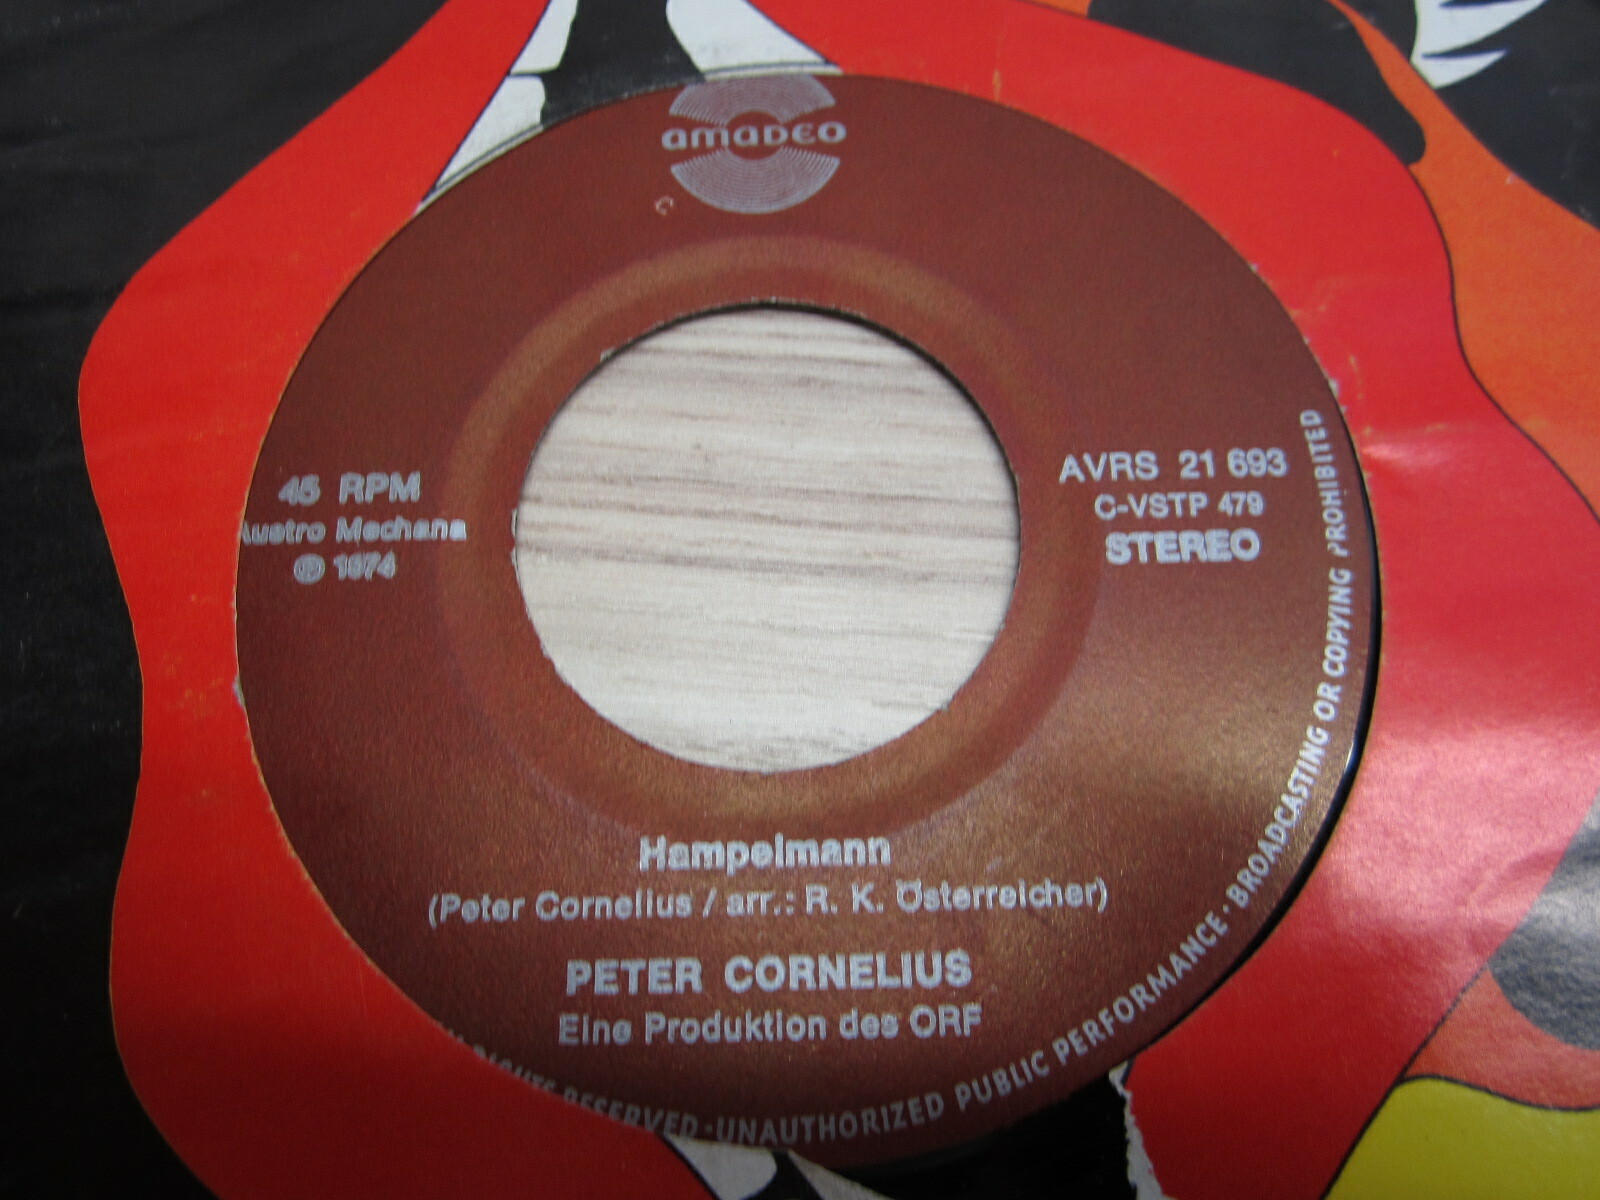 amaDEO
45 RPM
Austro Mechana
Ⓟ 1974
AVRS 21 693
C-VSTP 479
STEREO
Hampelmann
(Peter Cornelius / arr.: R. K. Österreicher)
PETER CORNELIUS
Eine Produktion des ORF
RIGHTS RESERVED · UNAUTHORIZED PUBLIC PERFORMANCE · BROADCASTING OR COPYING PROHIBITED